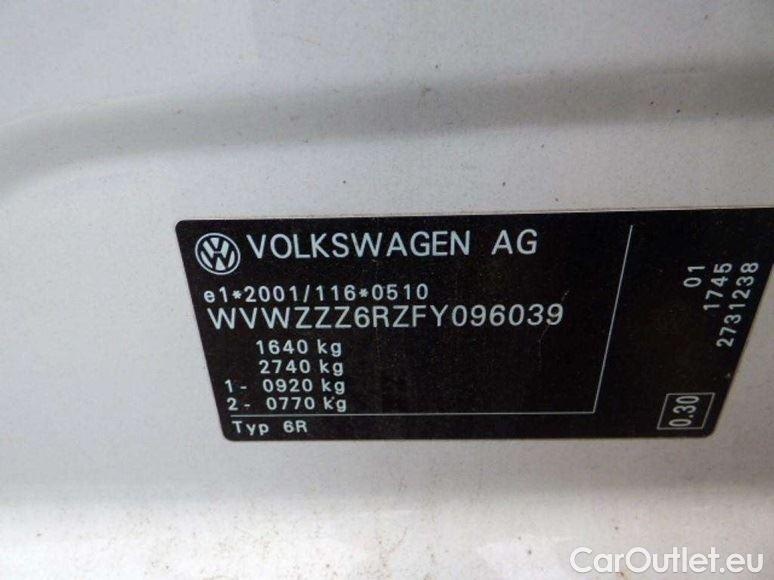 VOLKSWAGEN AG
e1*2001/116*0510
WVWZZZ6RZFY096039
1640 kg
2740 kg
1 - 0920 kg
2 - 0770 kg
Typ 6R
01
1745
2731238
0.30
CarOutlet.eu